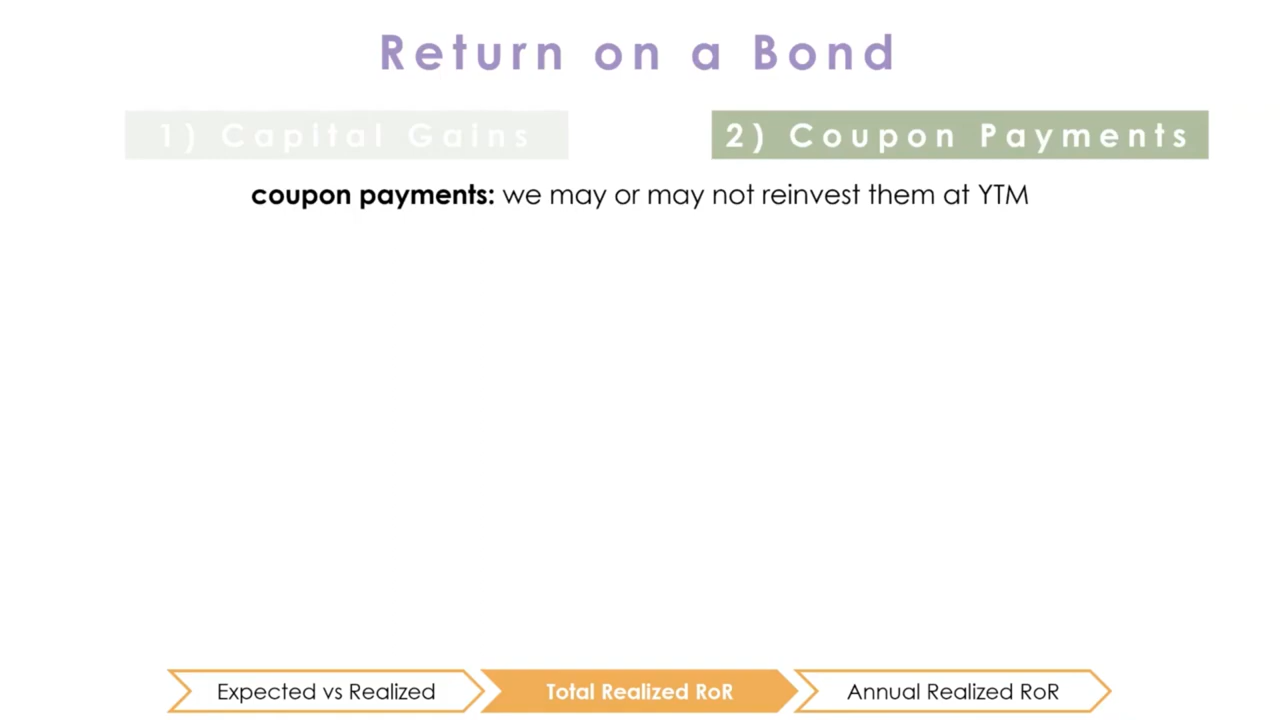 Return on a Bond
1) Capital Gains
2) Coupon Payments
coupon payments: we may or may not reinvest them at YTM
Expected vs Realized
Total Realized RoR
Annual Realized RoR